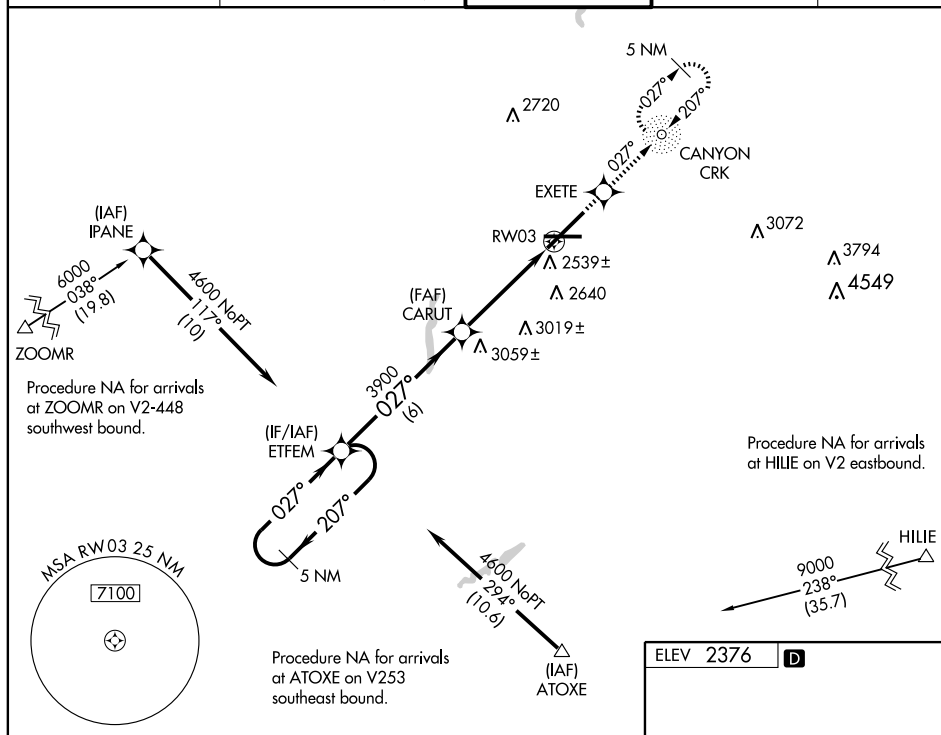 5 NM
027°
207°
2720
CANYON
CRK
027°
EXETE
(IAF)
IPANE
RW03
3072
3794
4549
2539±
2640
6000
038°
(19.8)
4600 NoPT
117°
(10)
(FAF)
CARUT
3019±
3059±
ZOOMR
Procedure NA for arrivals
at ZOOMR on V2-448
southwest bound.
3900
027°
(6)
(IF/IAF)
ETFEM
Procedure NA for arrivals
at HILIE on V2 eastbound.
027°
207°
5 NM
HILIE
9000
238°
(35.7)
MSA RW03 25 NM
7100
4600 NoPT
294°
(10.6)
(IAF)
ATOXE
Procedure NA for arrivals
at ATOXE on V253
southeast bound.
ELEV 2376 D